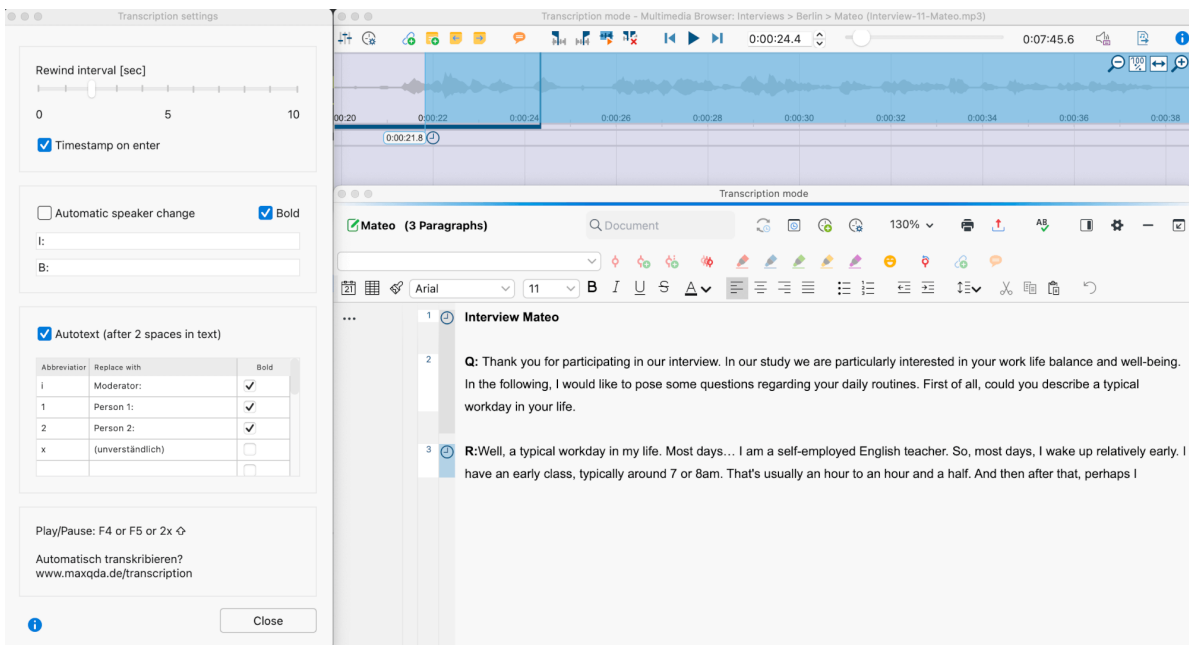 Transcription settings
Rewind interval [sec]
0 5 10
Timestamp on enter
Automatic speaker change Bold
I:
B:
Autotext (after 2 spaces in text)
Abbreviatior Replace with Bold
i Moderator:
1 Person 1:
2 Person 2:
x (unverständlich)
Play/Pause: F4 or F5 or 2x
Automatisch transkribieren?
www.maxqda.de/transcription
Close
Transcription mode - Multimedia Browser: Interviews > Berlin > Mateo (Interview-11-Mateo.mp3)
0:00:24.4 0:07:45.6
100 %
00:20 0:00:22 0:00:24 0:00:26 0:00:28 0:00:30 0:00:32 0:00:34 0:00:36 0:00:38
0:00:21.8
Transcription mode
Mateo (3 Paragraphs) Document 130%
Arial 11 B I U S A
1 Interview Mateo
2 Q: Thank you for participating in our interview. In our study we are particularly interested in your work life balance and well-being.
In the following, I would like to pose some questions regarding your daily routines. First of all, could you describe a typical
workday in your life.
3 R:Well, a typical workday in my life. Most days… I am a self-employed English teacher. So, most days, I wake up relatively early. I
have an early class, typically around 7 or 8am. That's usually an hour to an hour and a half. And then after that, perhaps I